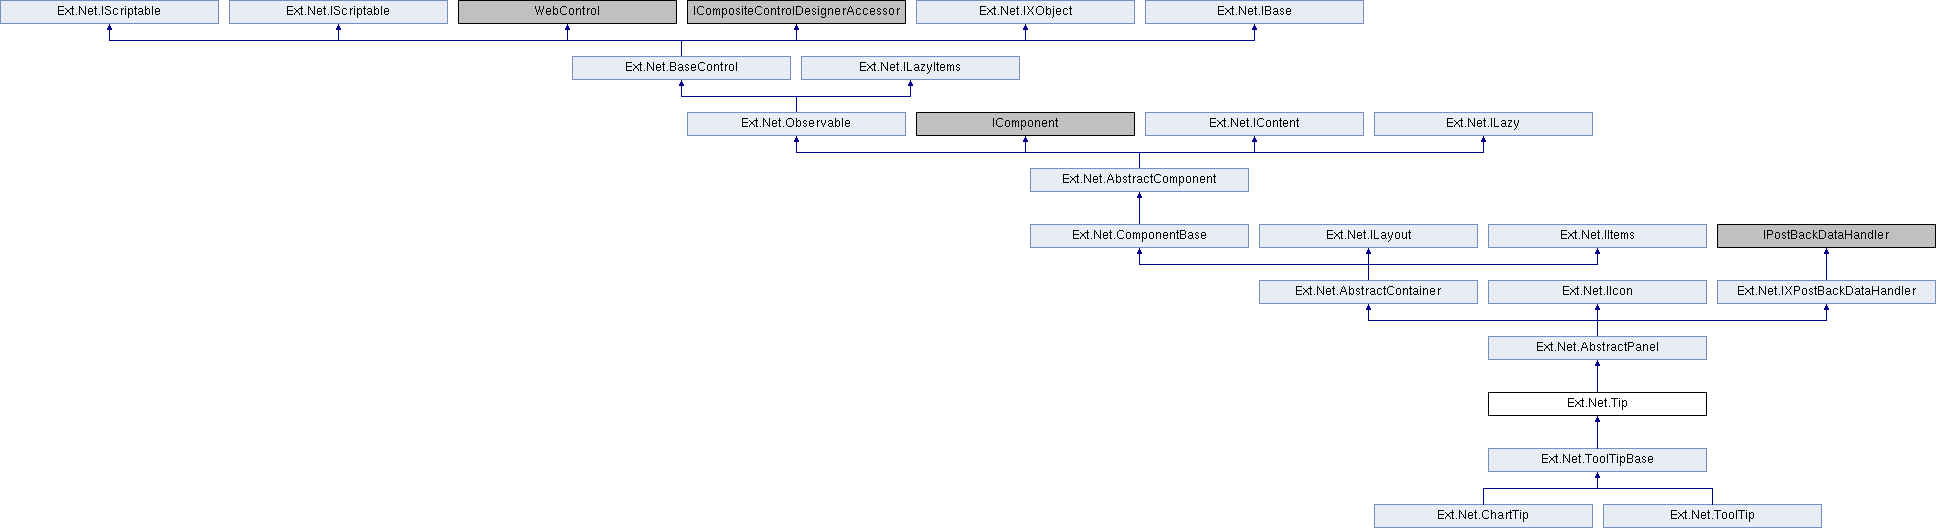 Ext.Net.IScriptable
Ext.Net.IScriptable
WebControl
ICompositeControlDesignerAccessor
Ext.Net.IXObject
Ext.Net.IBase
Ext.Net.BaseControl
Ext.Net.ILazyItems
Ext.Net.Observable
IComponent
Ext.Net.IContent
Ext.Net.ILazy
Ext.Net.AbstractComponent
Ext.Net.ComponentBase
Ext.Net.ILayout
Ext.Net.IItems
IPostBackDataHandler
Ext.Net.AbstractContainer
Ext.Net.IIcon
Ext.Net.IXPostBackDataHandler
Ext.Net.AbstractPanel
Ext.Net.Tip
Ext.Net.ToolTipBase
Ext.Net.ChartTip
Ext.Net.ToolTip